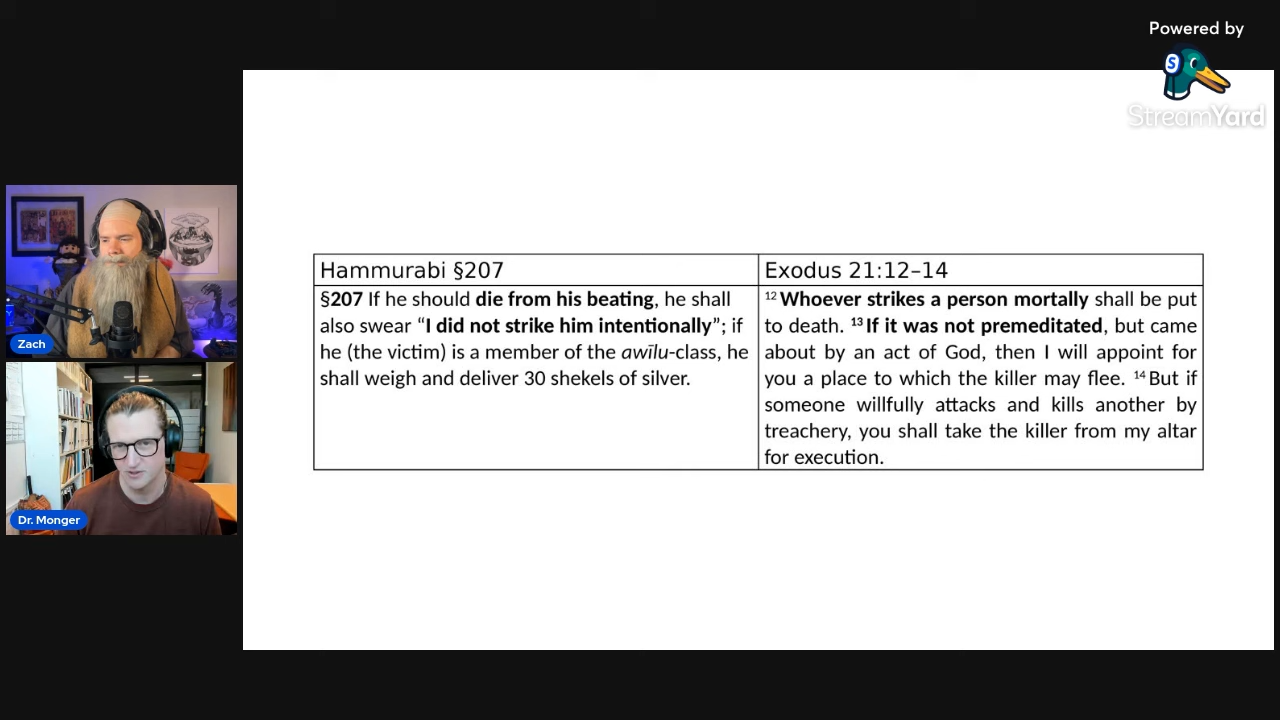 Powered by
StreamYard
Hammurabi §207
§207 If he should die from his beating, he shall
also swear “I did not strike him intentionally”; if
he (the victim) is a member of the awīlu-class, he
shall weigh and deliver 30 shekels of silver.
Exodus 21:12–14
¹² Whoever strikes a person mortally shall be put
to death. ¹³ If it was not premeditated, but came
about by an act of God, then I will appoint for
you a place to which the killer may flee. ¹⁴ But if
someone willfully attacks and kills another by
treachery, you shall take the killer from my altar
for execution.
Zach
Dr. Monger